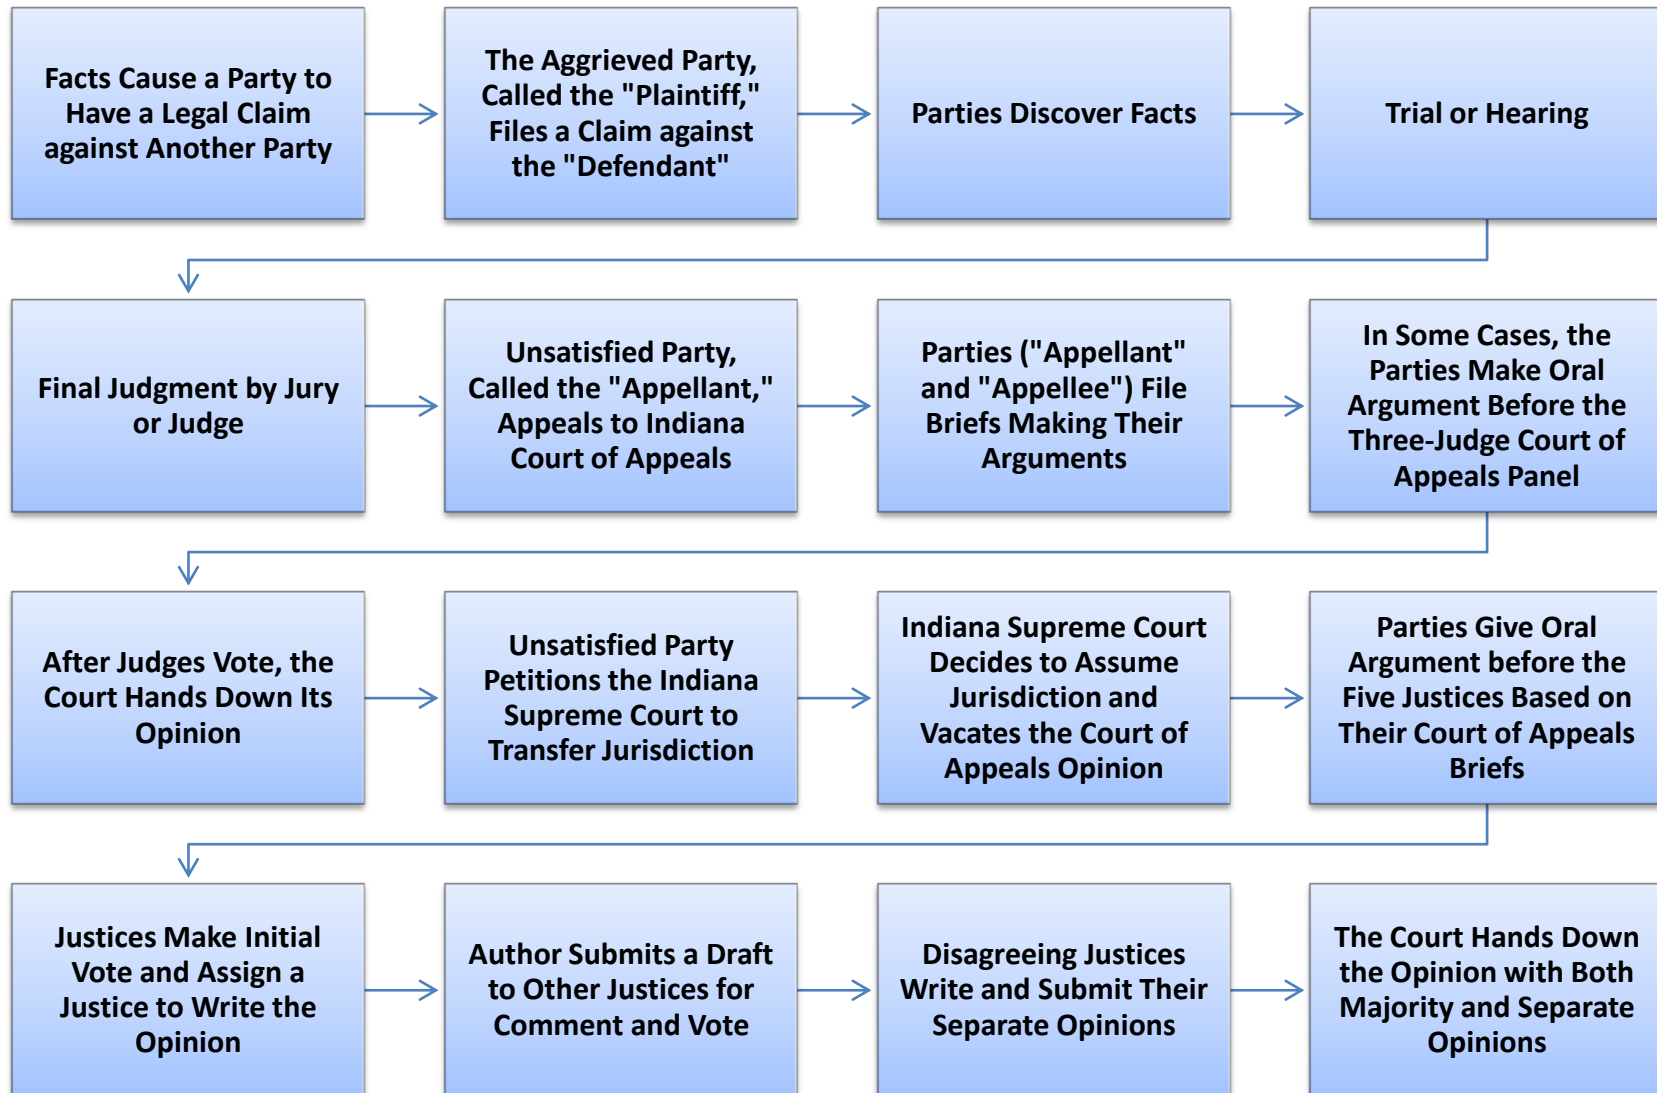 Facts Cause a Party to
Have a Legal Claim
against Another Party
The Aggrieved Party,
Called the "Plaintiff,"
Files a Claim against
the "Defendant"
Parties Discover Facts
Trial or Hearing
Final Judgment by Jury
or Judge
Unsatisfied Party,
Called the "Appellant,"
Appeals to Indiana
Court of Appeals
Parties ("Appellant"
and "Appellee") File
Briefs Making Their
Arguments
In Some Cases, the
Parties Make Oral
Argument Before the
Three-Judge Court of
Appeals Panel
After Judges Vote, the
Court Hands Down Its
Opinion
Unsatisfied Party
Petitions the Indiana
Supreme Court to
Transfer Jurisdiction
Indiana Supreme Court
Decides to Assume
Jurisdiction and
Vacates the Court of
Appeals Opinion
Parties Give Oral
Argument before the
Five Justices Based on
Their Court of Appeals
Briefs
Justices Make Initial
Vote and Assign a
Justice to Write the
Opinion
Author Submits a Draft
to Other Justices for
Comment and Vote
Disagreeing Justices
Write and Submit Their
Separate Opinions
The Court Hands Down
the Opinion with Both
Majority and Separate
Opinions